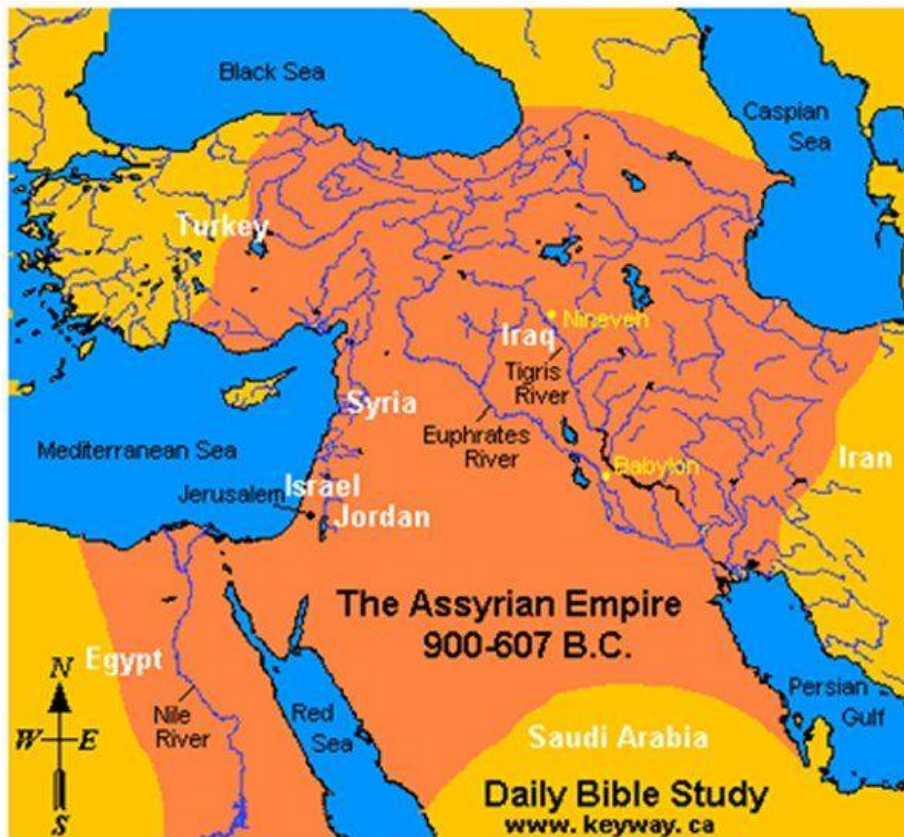 Black Sea
Caspian
Sea
Turkey
Nineveh
Iraq
Tigris
River
Syria
Euphrates
River
Mediterranean Sea
Babylon
Iran
Israel
Jerusalem
Jordan
The Assyrian Empire
900-607 B.C.
Egypt
N
W E
S
Nile
River
Red
Sea
Persian
Gulf
Saudi Arabia
Daily Bible Study
www. keyway. ca